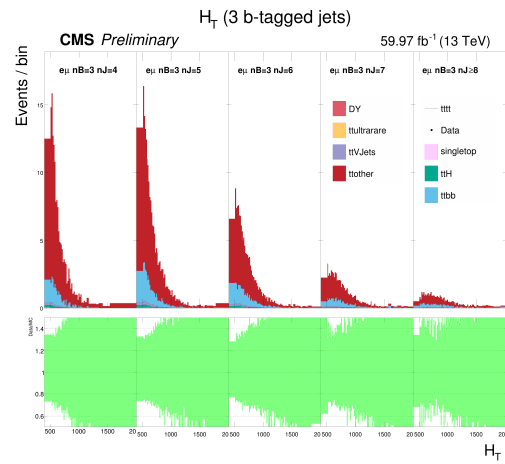 H_T (3 b-tagged jets)
CMS Preliminary 59.97 fb⁻¹ (13 TeV)
Events / bin
eμ nB=3 nJ=4 eμ nB=3 nJ=5 eμ nB=3 nJ=6 eμ nB=3 nJ=7 eμ nB=3 nJ≥8
DY tttt
ttultrarare Data
ttVJets singletop
ttother ttH
ttbb
15
10
5
0
Data/MC
1.4
1.2
1
0.8
0.6
500 1000 1500 20 500 1000 1500 20 500 1000 1500 20 500 1000 1500 20 500 1000 1500 20
H_T